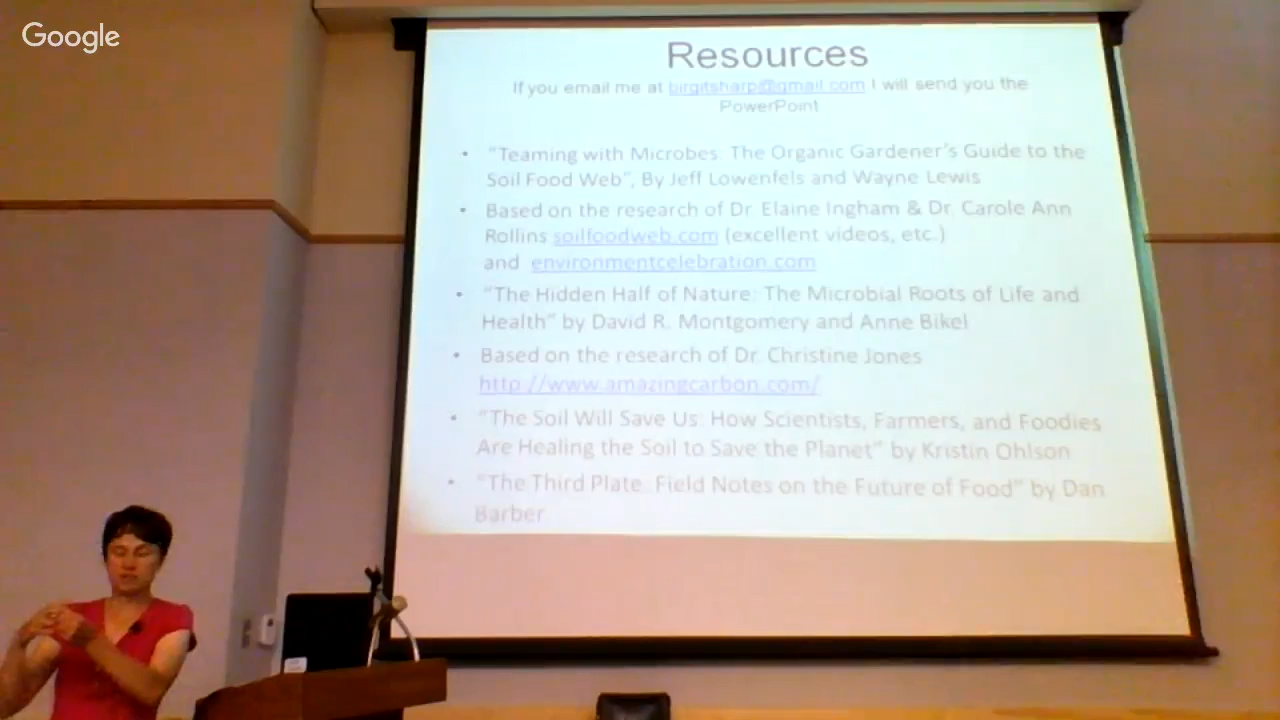 Google
Resources
If you email me at birgitsharp@gmail.com I will send you the
PowerPoint
• "Teaming with Microbes: The Organic Gardener's Guide to the
Soil Food Web", By Jeff Lowenfels and Wayne Lewis
• Based on the research of Dr. Elaine Ingham & Dr. Carole Ann
Rollins soilfoodweb.com (excellent videos, etc.)
and environmentcelebration.com
• "The Hidden Half of Nature: The Microbial Roots of Life and
Health" by David R. Montgomery and Anne Bikel
• Based on the research of Dr. Christine Jones
http://www.amazingcarbon.com/
• "The Soil Will Save Us: How Scientists, Farmers, and Foodies
Are Healing the Soil to Save the Planet" by Kristin Ohlson
• "The Third Plate: Field Notes on the Future of Food" by Dan
Barber